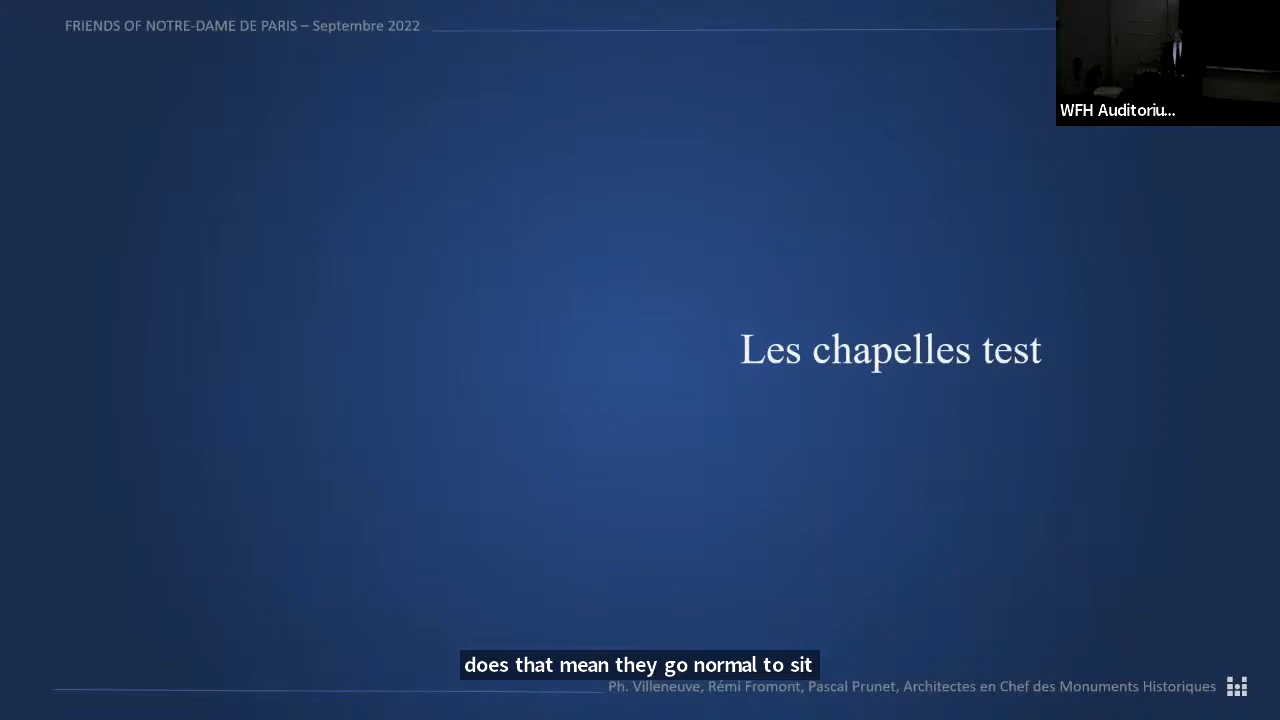 FRIENDS OF NOTRE-DAME DE PARIS – Septembre 2022
WFH Auditoriu...
Les chapelles test
does that mean they go normal to sit
Ph. Villeneuve, Rémi Fromont, Pascal Prunet, Architectes en Chef des Monuments Historiques